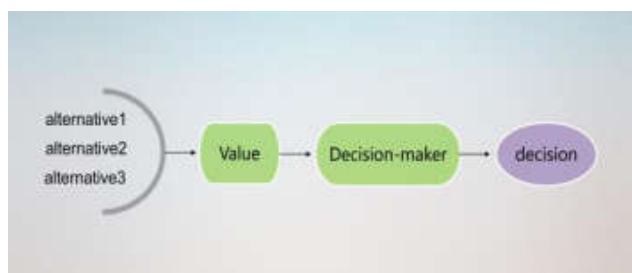 alternative1
alternative2
alternative3
Value
Decision-maker
decision